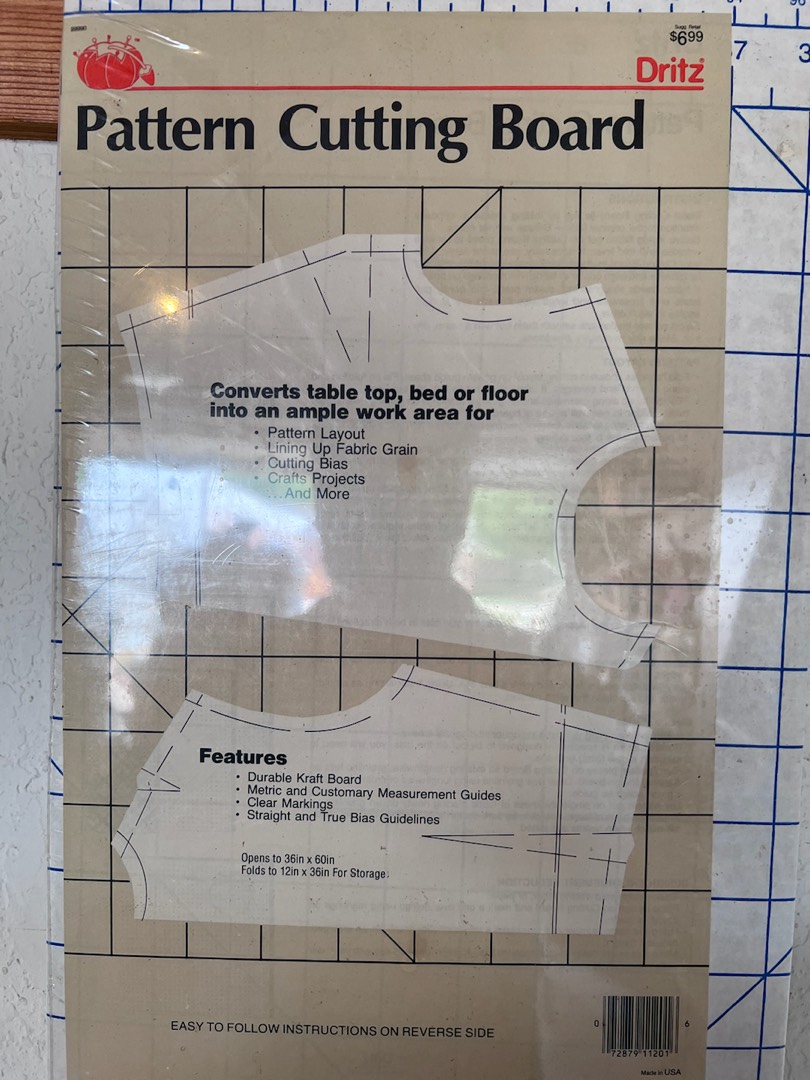 Sugg. Retail
$6.99
Dritz
Pattern Cutting Board
Converts table top, bed or floor
into an ample work area for
• Pattern Layout
• Lining Up Fabric Grain
• Cutting Bias
• Crafts Projects
...And More
Features
• Durable Kraft Board
• Metric and Customary Measurement Guides
• Clear Markings
• Straight and True Bias Guidelines
Opens to 36in x 60in
Folds to 12in x 36in For Storage.
EASY TO FOLLOW INSTRUCTIONS ON REVERSE SIDE
0 72879 11201 6
Made in USA
7
3